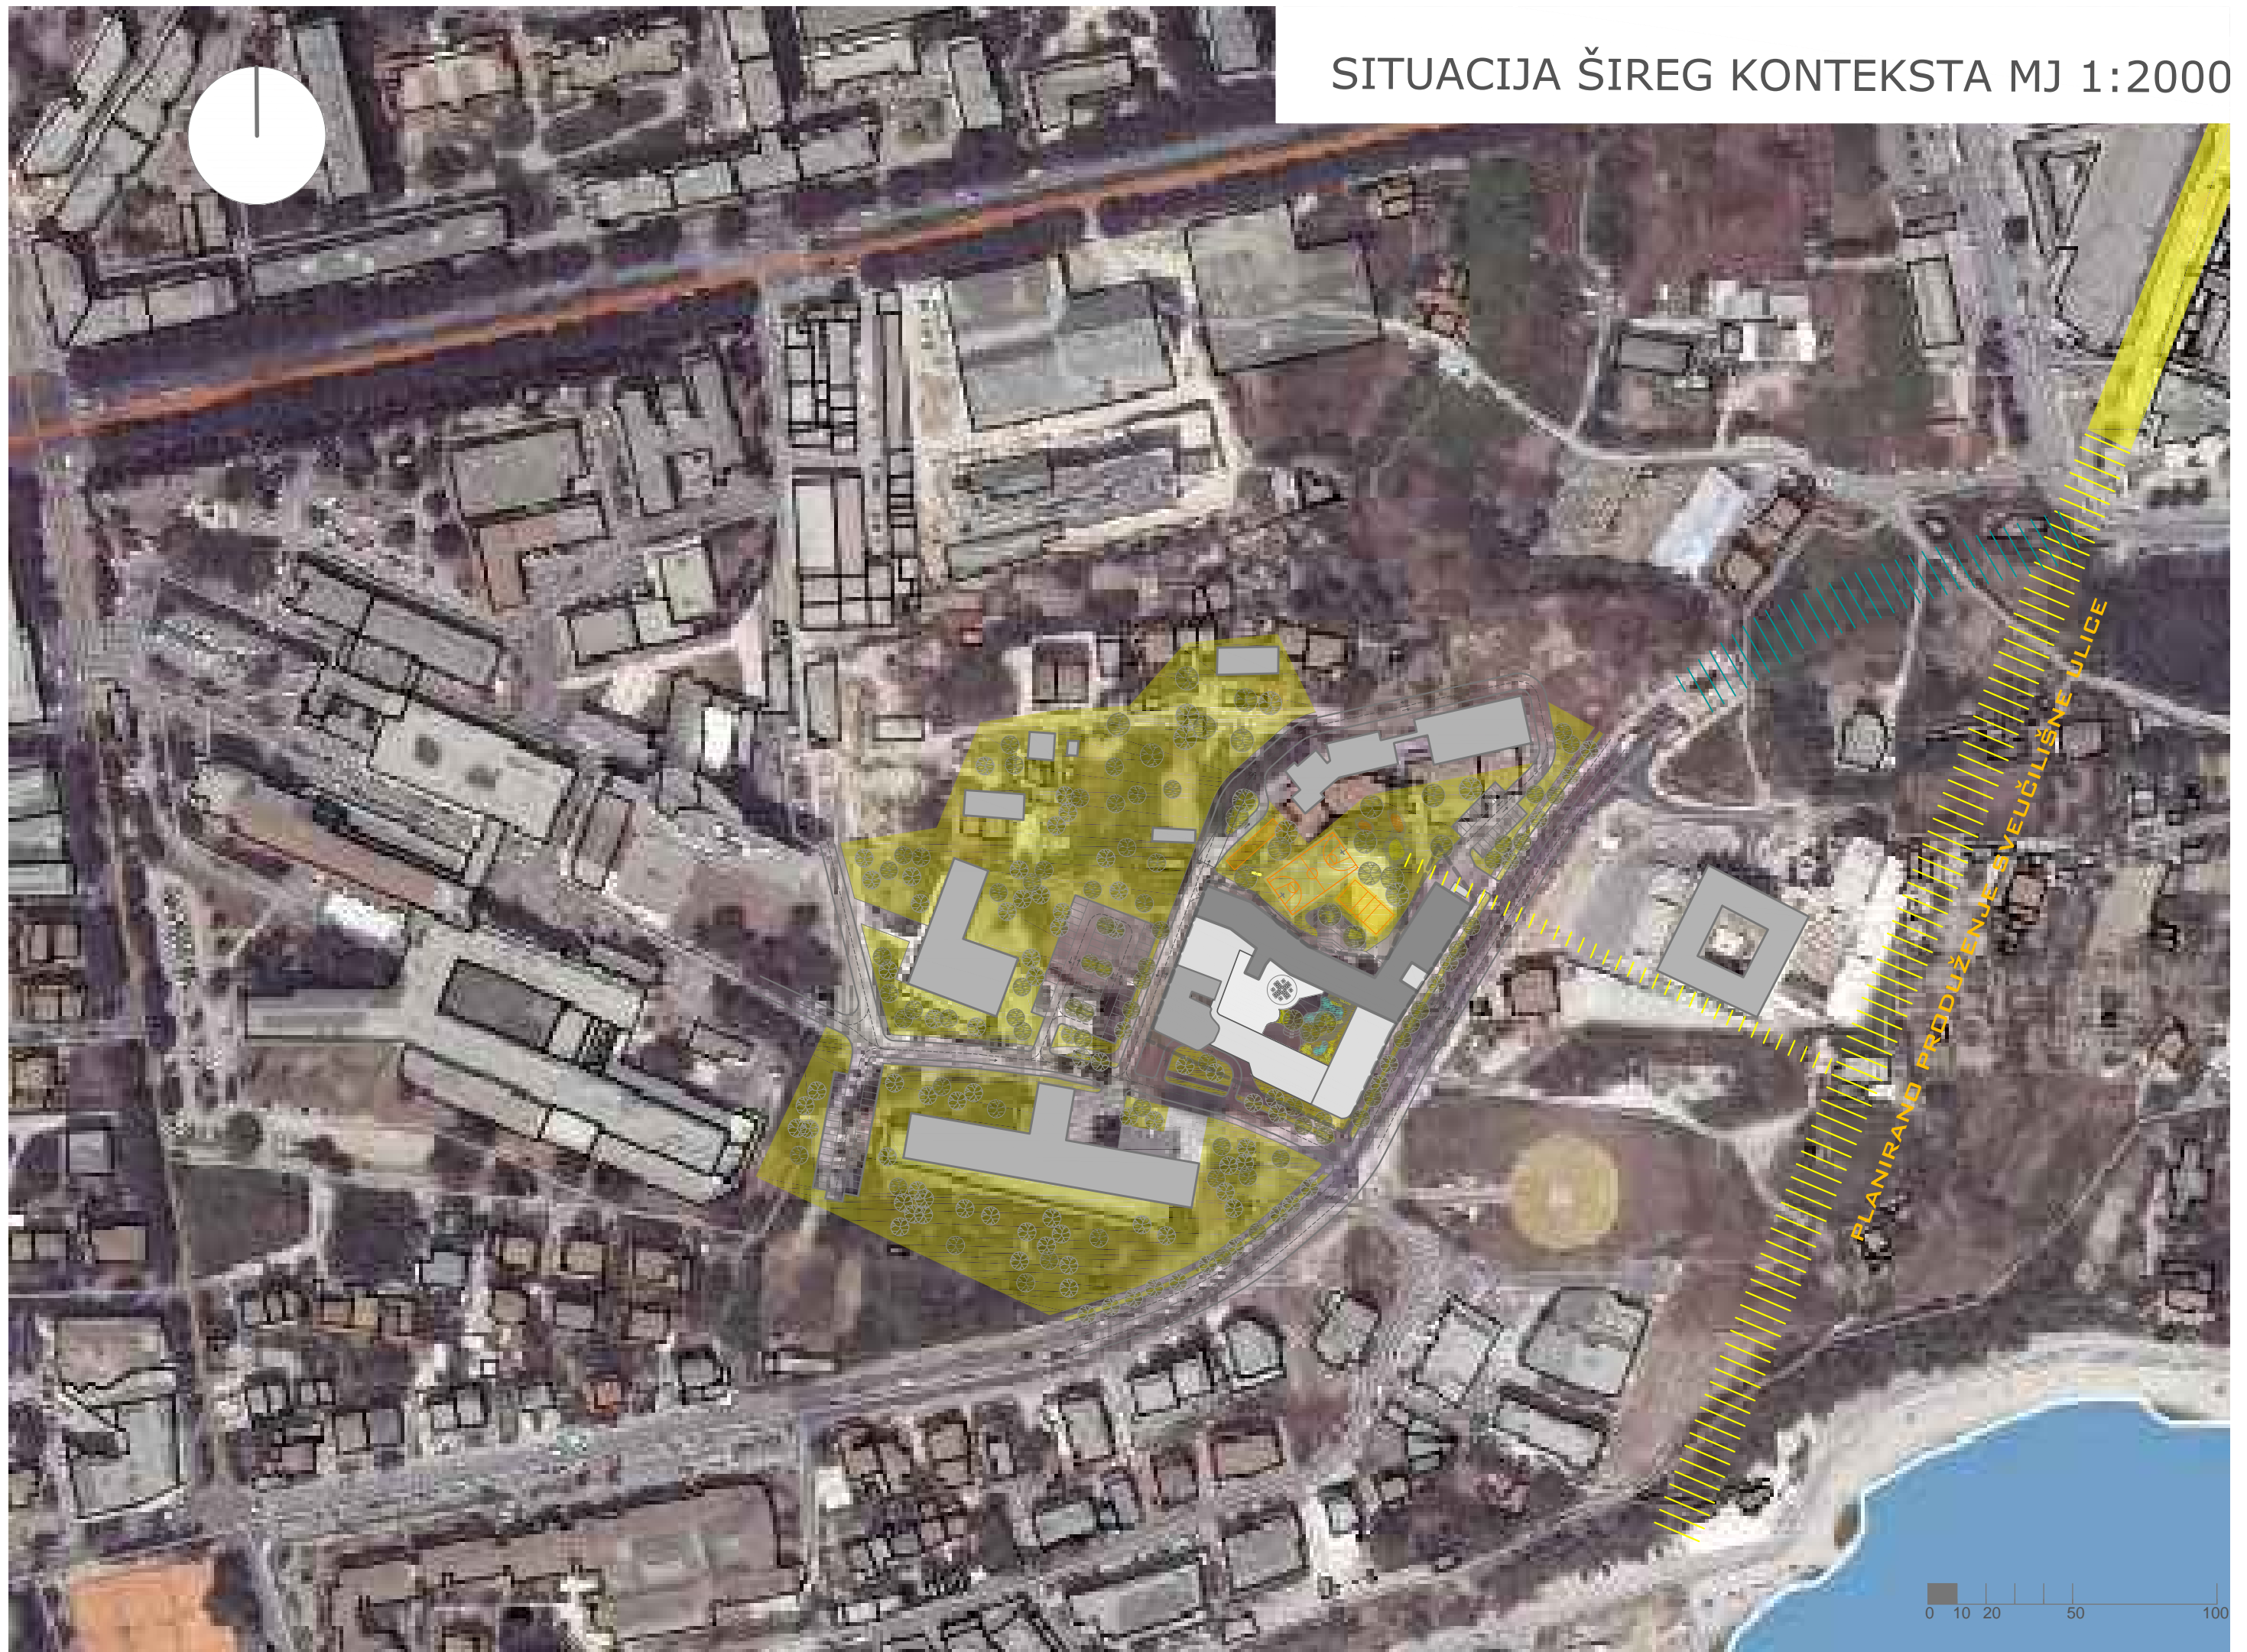 SITUACIJA ŠIREG KONTEKSTA MJ 1:2000
PLANIRANO PRODUŽENJE SVEUČILIŠNE ULICE
0 10 20 50 100